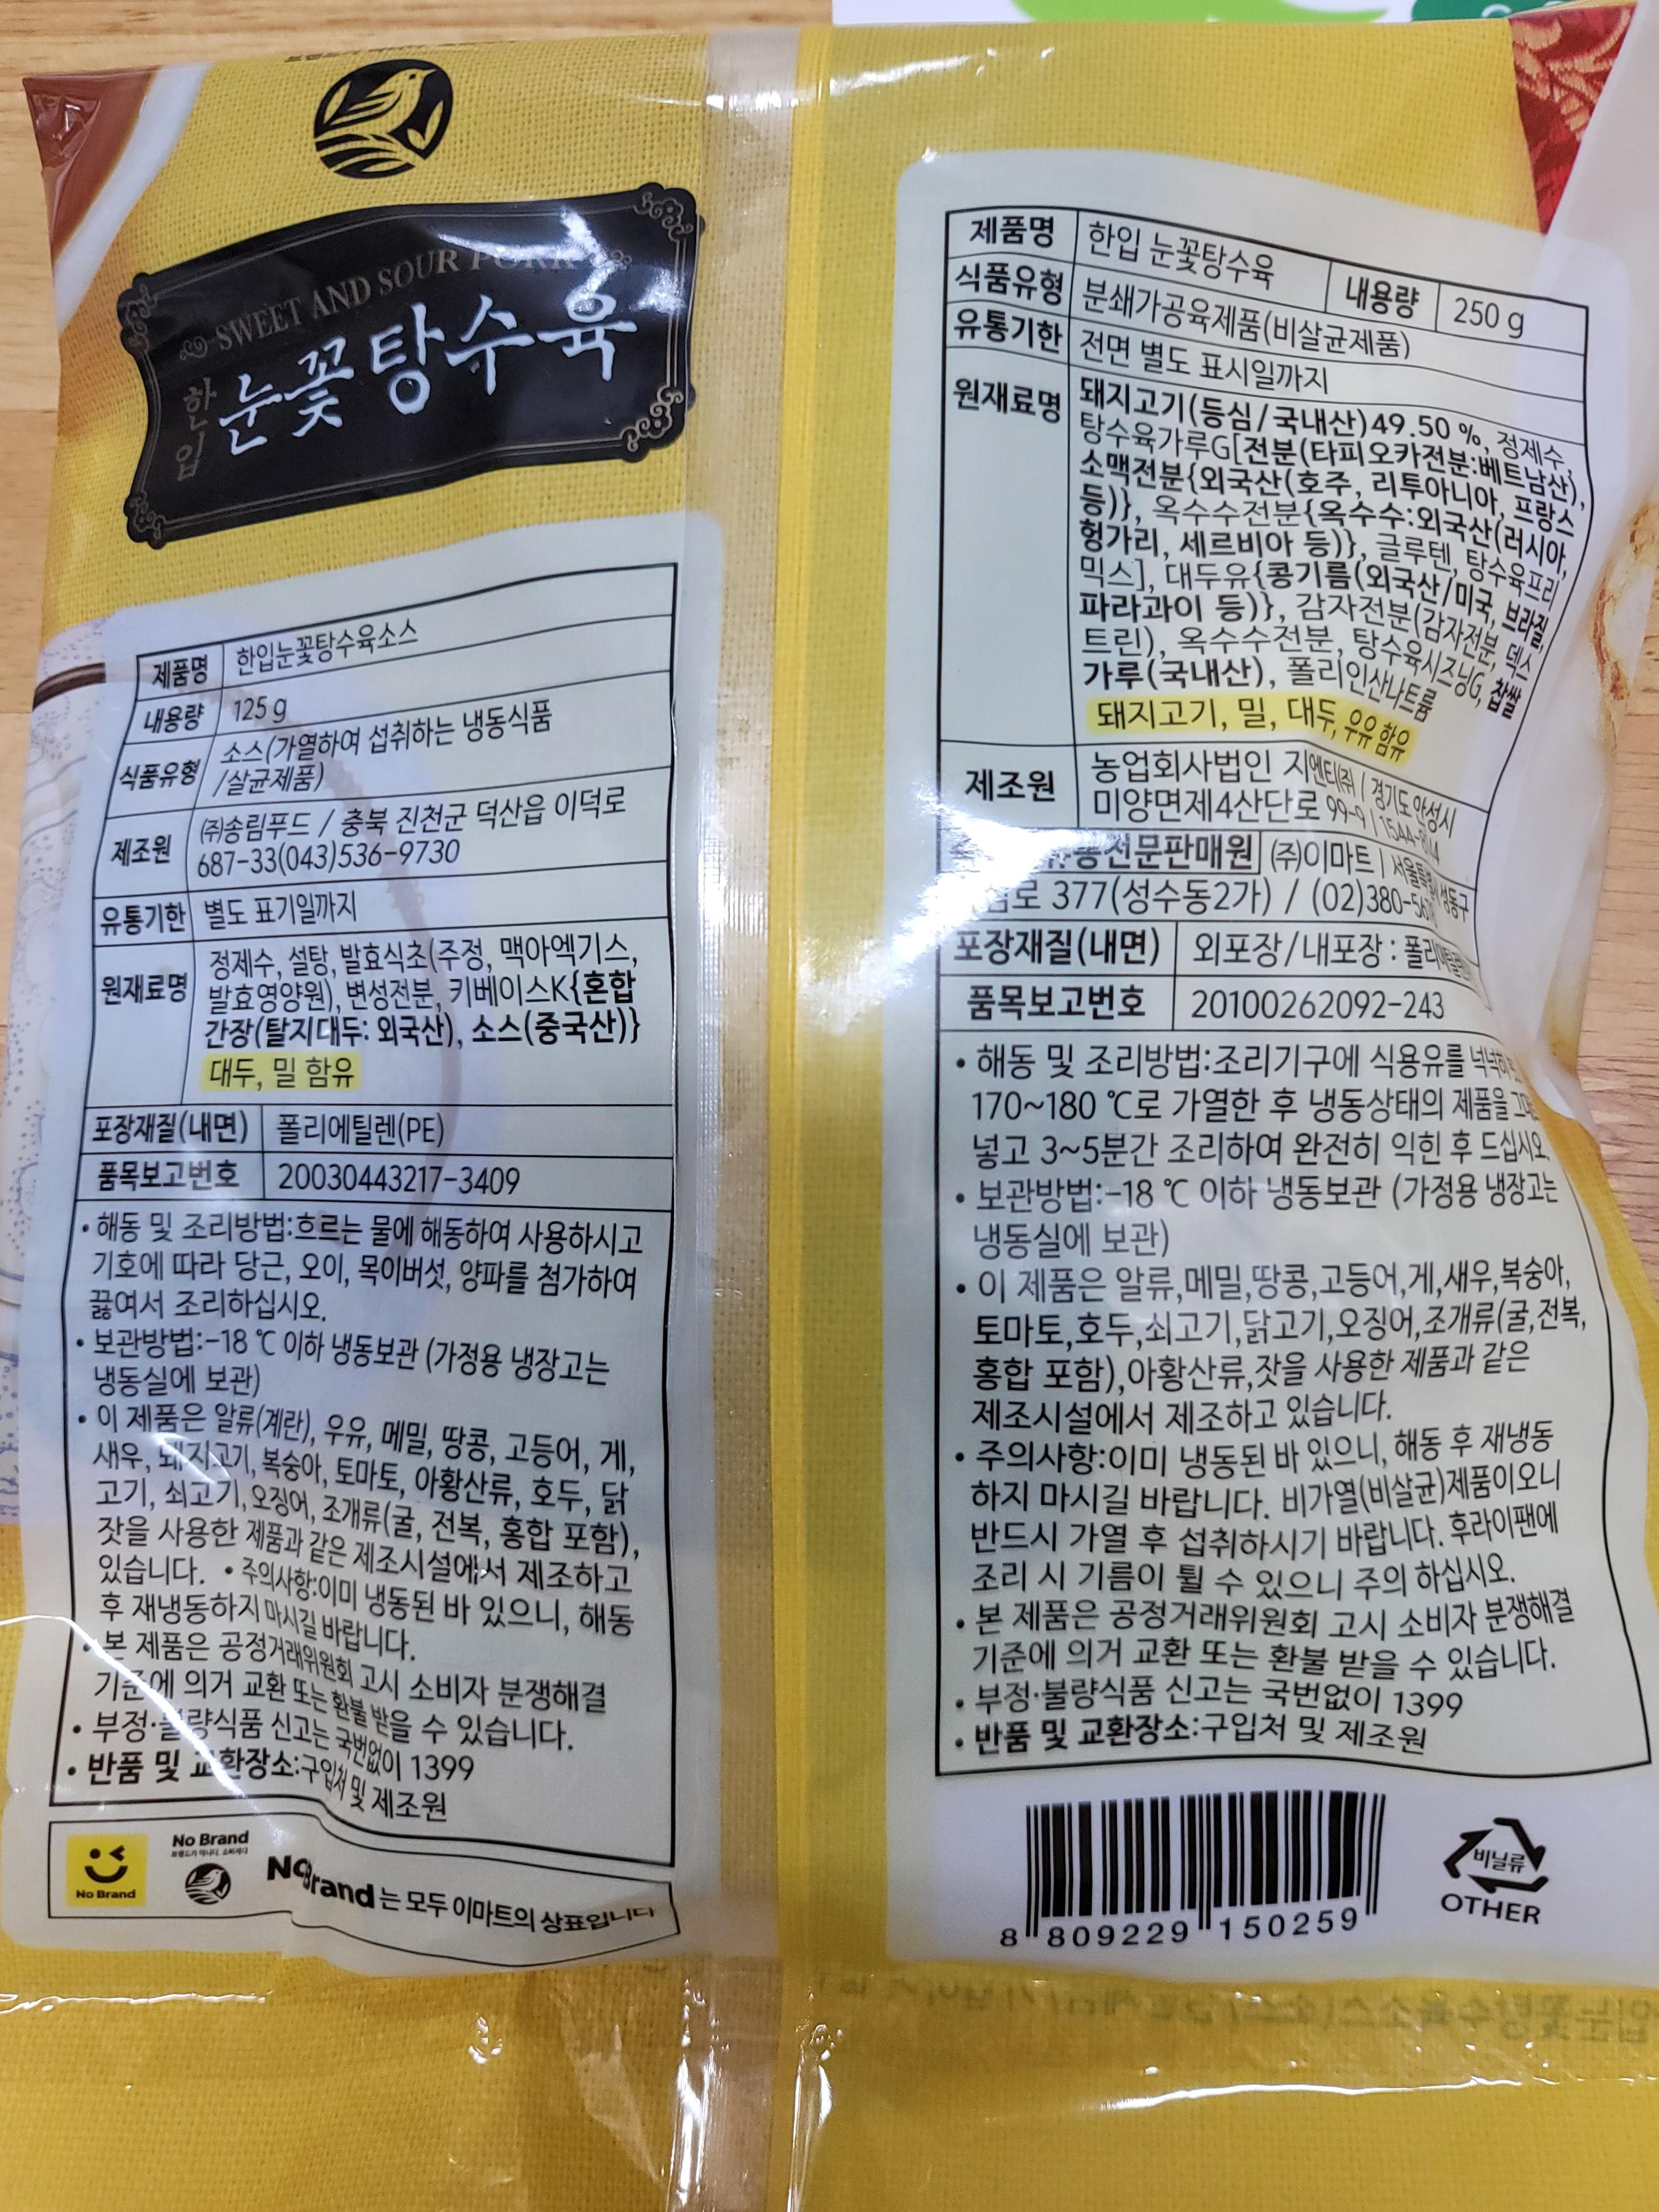 SWEET AND SOUR PORK
한입
눈꽃탕수육
제품명 한입눈꽃탕수육소스
내용량 125 g
식품유형 소스(가열하여 섭취하는 냉동식품
/살균제품)
제조원 ㈜송림푸드 / 충북 진천군 덕산읍 이덕로
687-33(043)536-9730
유통기한 별도 표기일까지
원재료명 정제수, 설탕, 발효식초(주정, 맥아엑기스,
발효영양원), 변성전분, 키베이스K{혼합
간장(탈지대두: 외국산), 소스(중국산)}
대두, 밀 함유
포장재질(내면) 폴리에틸렌(PE)
품목보고번호 20030443217-3409
• 해동 및 조리방법:흐르는 물에 해동하여 사용하시고
기호에 따라 당근, 오이, 목이버섯, 양파를 첨가하여
끓여서 조리하십시오.
• 보관방법:-18 ℃ 이하 냉동보관 (가정용 냉장고는
냉동실에 보관)
• 이 제품은 알류(계란), 우유, 메밀, 땅콩, 고등어, 게,
새우, 돼지고기, 복숭아, 토마토, 아황산류, 호두, 닭
고기, 쇠고기, 오징어, 조개류(굴, 전복, 홍합 포함),
잣을 사용한 제품과 같은 제조시설에서 제조하고
있습니다. • 주의사항:이미 냉동된 바 있으니, 해동
후 재냉동하지 마시길 바랍니다.
• 본 제품은 공정거래위원회 고시 소비자 분쟁해결
기준에 의거 교환 또는 환불 받을 수 있습니다.
• 부정·불량식품 신고는 국번없이 1399
• 반품 및 교환장소:구입처 및 제조원
No Brand
No Brand
브랜드가 아니다. 소비자다
No Brand 는 모두 이마트의 상표입니다
제품명 한입 눈꽃탕수육 내용량 250 g
식품유형 분쇄가공육제품(비살균제품)
유통기한 전면 별도 표시일까지
원재료명 돼지고기(등심/국내산)49.50 %, 정제수,
탕수육가루G[전분(타피오카전분:베트남산),
소맥전분{외국산(호주, 리투아니아, 프랑스
등)}, 옥수수전분{옥수수:외국산(러시아,
헝가리, 세르비아 등)}, 글루텐, 탕수육프리
믹스], 대두유{콩기름(외국산/미국, 브라질,
파라과이 등)}, 감자전분(감자전분, 덱스
트린), 옥수수전분, 탕수육시즈닝G, 찹쌀
가루(국내산), 폴리인산나트륨
돼지고기, 밀, 대두, 우유 함유
제조원 농업회사법인 지엔티(주) | 경기도 안성시
미양면제4산단로 99-9 |
유통전문판매원 (주)이마트 | 서울특별시 성동구
377(성수동2가) /
포장재질(내면) 외포장/내포장 : 폴리에틸렌
품목보고번호 20100262092-243
• 해동 및 조리방법:조리기구에 식용유를
170~180 ℃로 가열한 후 냉동상태의 제품을
넣고 3~5분간 조리하여 완전히 익힌 후 드십시오.
• 보관방법:-18 ℃ 이하 냉동보관 (가정용 냉장고는
냉동실에 보관)
• 이 제품은 알류,메밀,땅콩,고등어,게,새우,복숭아,
토마토,호두,쇠고기,닭고기,오징어,조개류(굴,전복,
홍합 포함),아황산류,잣을 사용한 제품과 같은
제조시설에서 제조하고 있습니다.
• 주의사항:이미 냉동된 바 있으니, 해동 후 재냉동
하지 마시길 바랍니다. 비가열(비살균)제품이오니
반드시 가열 후 섭취하시기 바랍니다. 후라이팬에
조리 시 기름이 튈 수 있으니 주의 하십시오.
• 본 제품은 공정거래위원회 고시 소비자 분쟁해결
기준에 의거 교환 또는 환불 받을 수 있습니다.
• 부정·불량식품 신고는 국번없이 1399
• 반품 및 교환장소:구입처 및 제조원
8 809229 150259
비닐류
OTHER